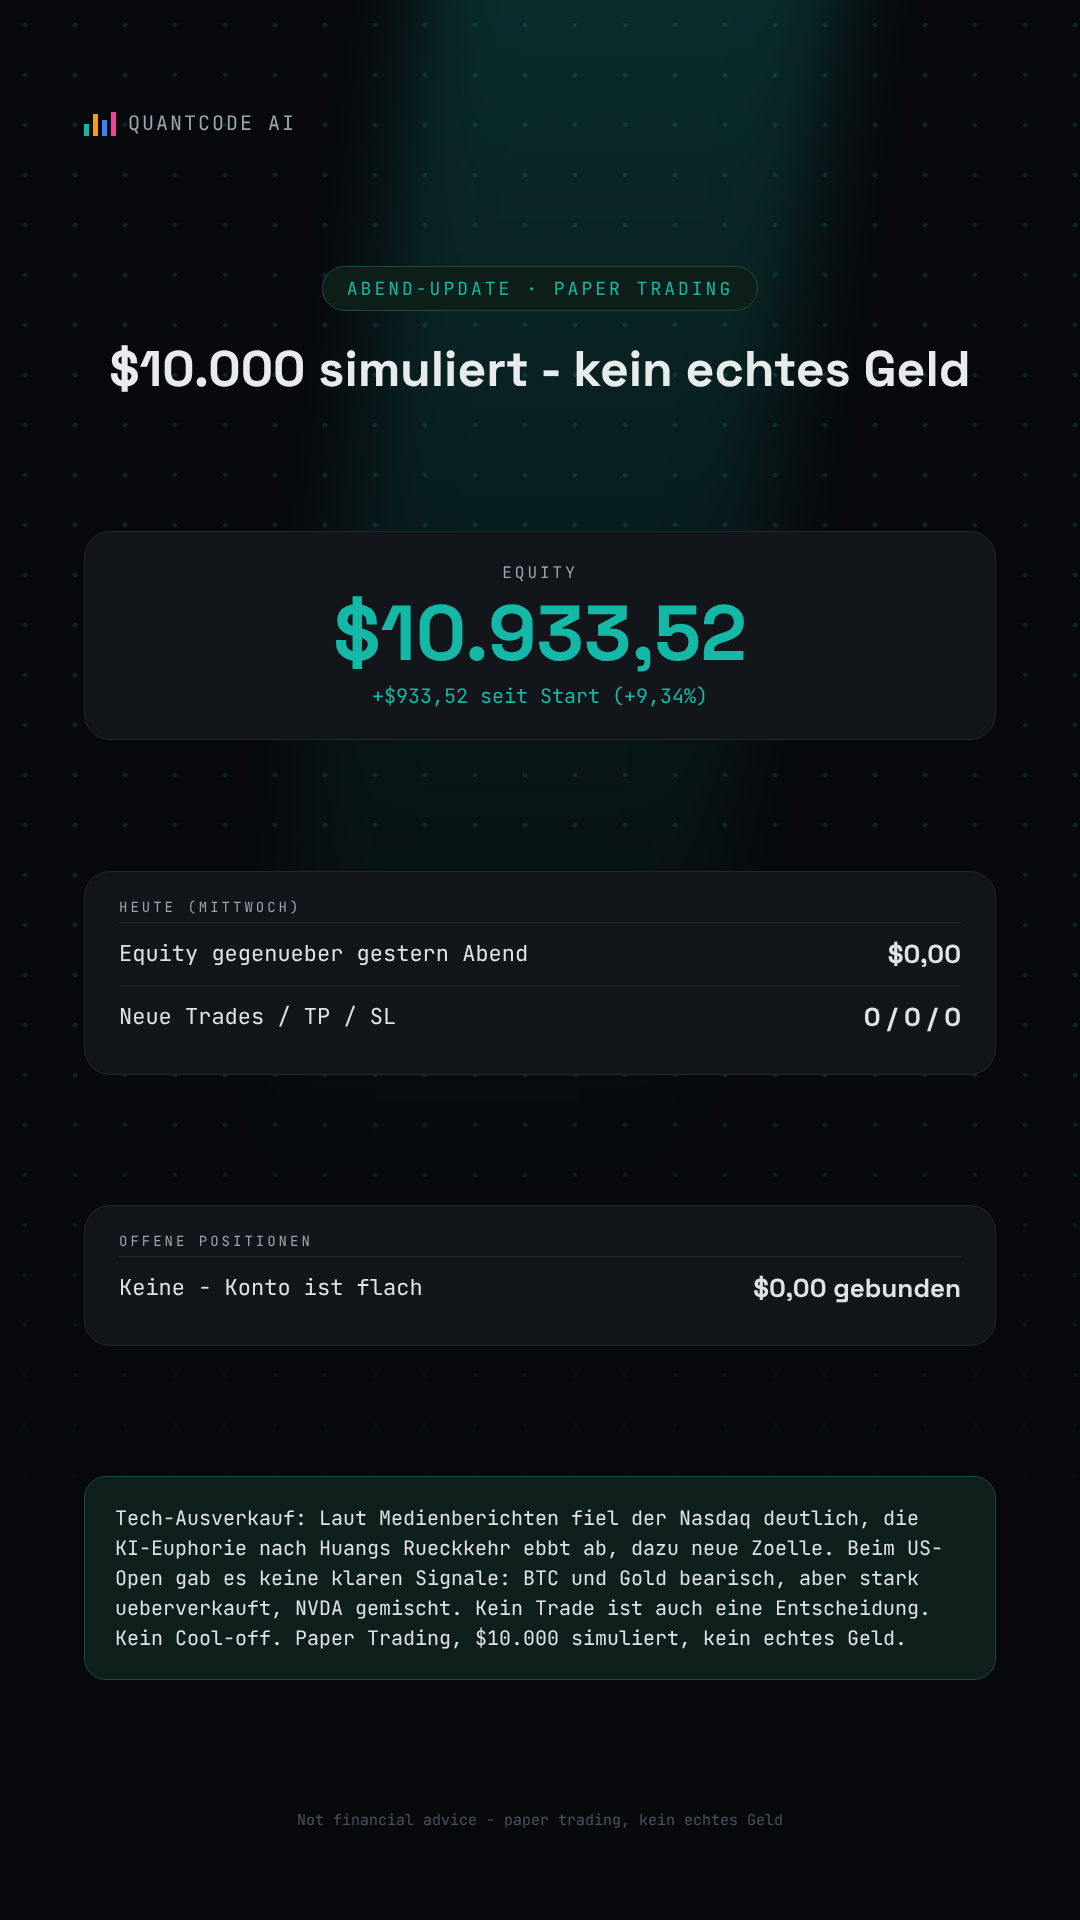 QUANTCODE AI
ABEND-UPDATE · PAPER TRADING
$10.000 simuliert - kein echtes Geld
EQUITY
$10.933,52
+$933,52 seit Start (+9,34%)
HEUTE (MITTWOCH)
Equity gegenueber gestern Abend $0,00
Neue Trades / TP / SL 0 / 0 / 0
OFFENE POSITIONEN
Keine - Konto ist flach $0,00 gebunden
Tech-Ausverkauf: Laut Medienberichten fiel der Nasdaq deutlich, die
KI-Euphorie nach Huangs Rueckkehr ebbt ab, dazu neue Zoelle. Beim US-
Open gab es keine klaren Signale: BTC und Gold bearisch, aber stark
ueberverkauft, NVDA gemischt. Kein Trade ist auch eine Entscheidung.
Kein Cool-off. Paper Trading, $10.000 simuliert, kein echtes Geld.
Not financial advice - paper trading, kein echtes Geld